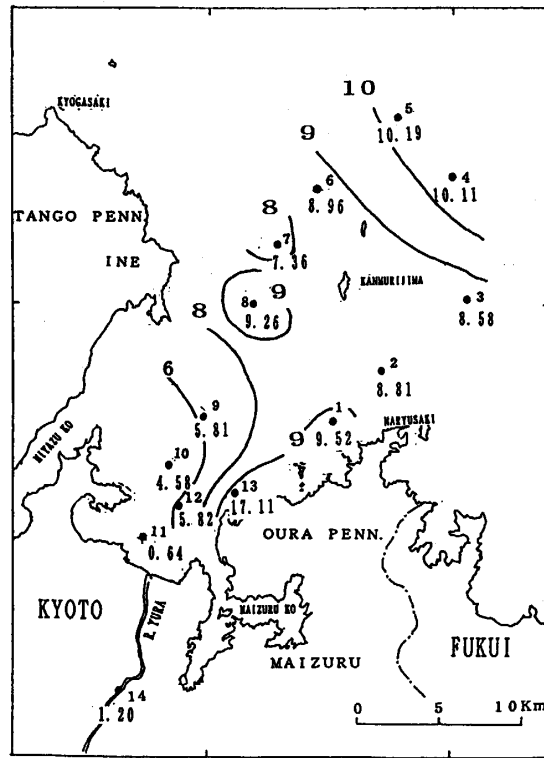 KYOGASAKI
10
5
10.19
9
4
10.11
6
8.96
TANGO PENN.
8
7
7.36
INE
KANMURIJIMA
9
8
9.26
3
8.58
8
2
8.81
6
9
5.81
1
9.52
NARYUSAKI
9
MIYAZU KO
10
4.58
12
5.82
13
17.11
11
0.64
OURA PENN.
KYOTO
R. YURA
MAIZURU KO
MAIZURU
FUKUI
14
1.20
0 5 10Km